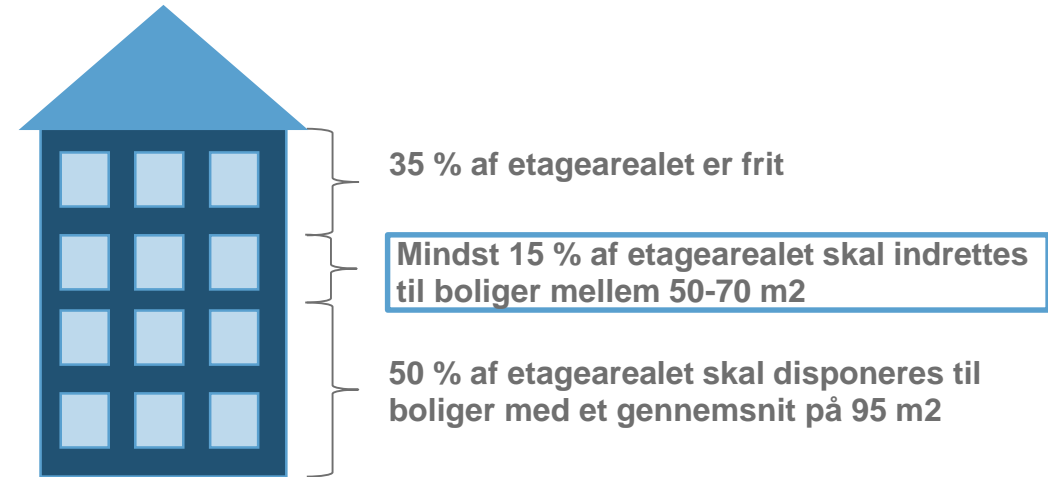 35 % af etagearealet er frit
Mindst 15 % af etagearealet skal indrettes
til boliger mellem 50-70 m2
50 % af etagearealet skal disponeres til
boliger med et gennemsnit på 95 m2